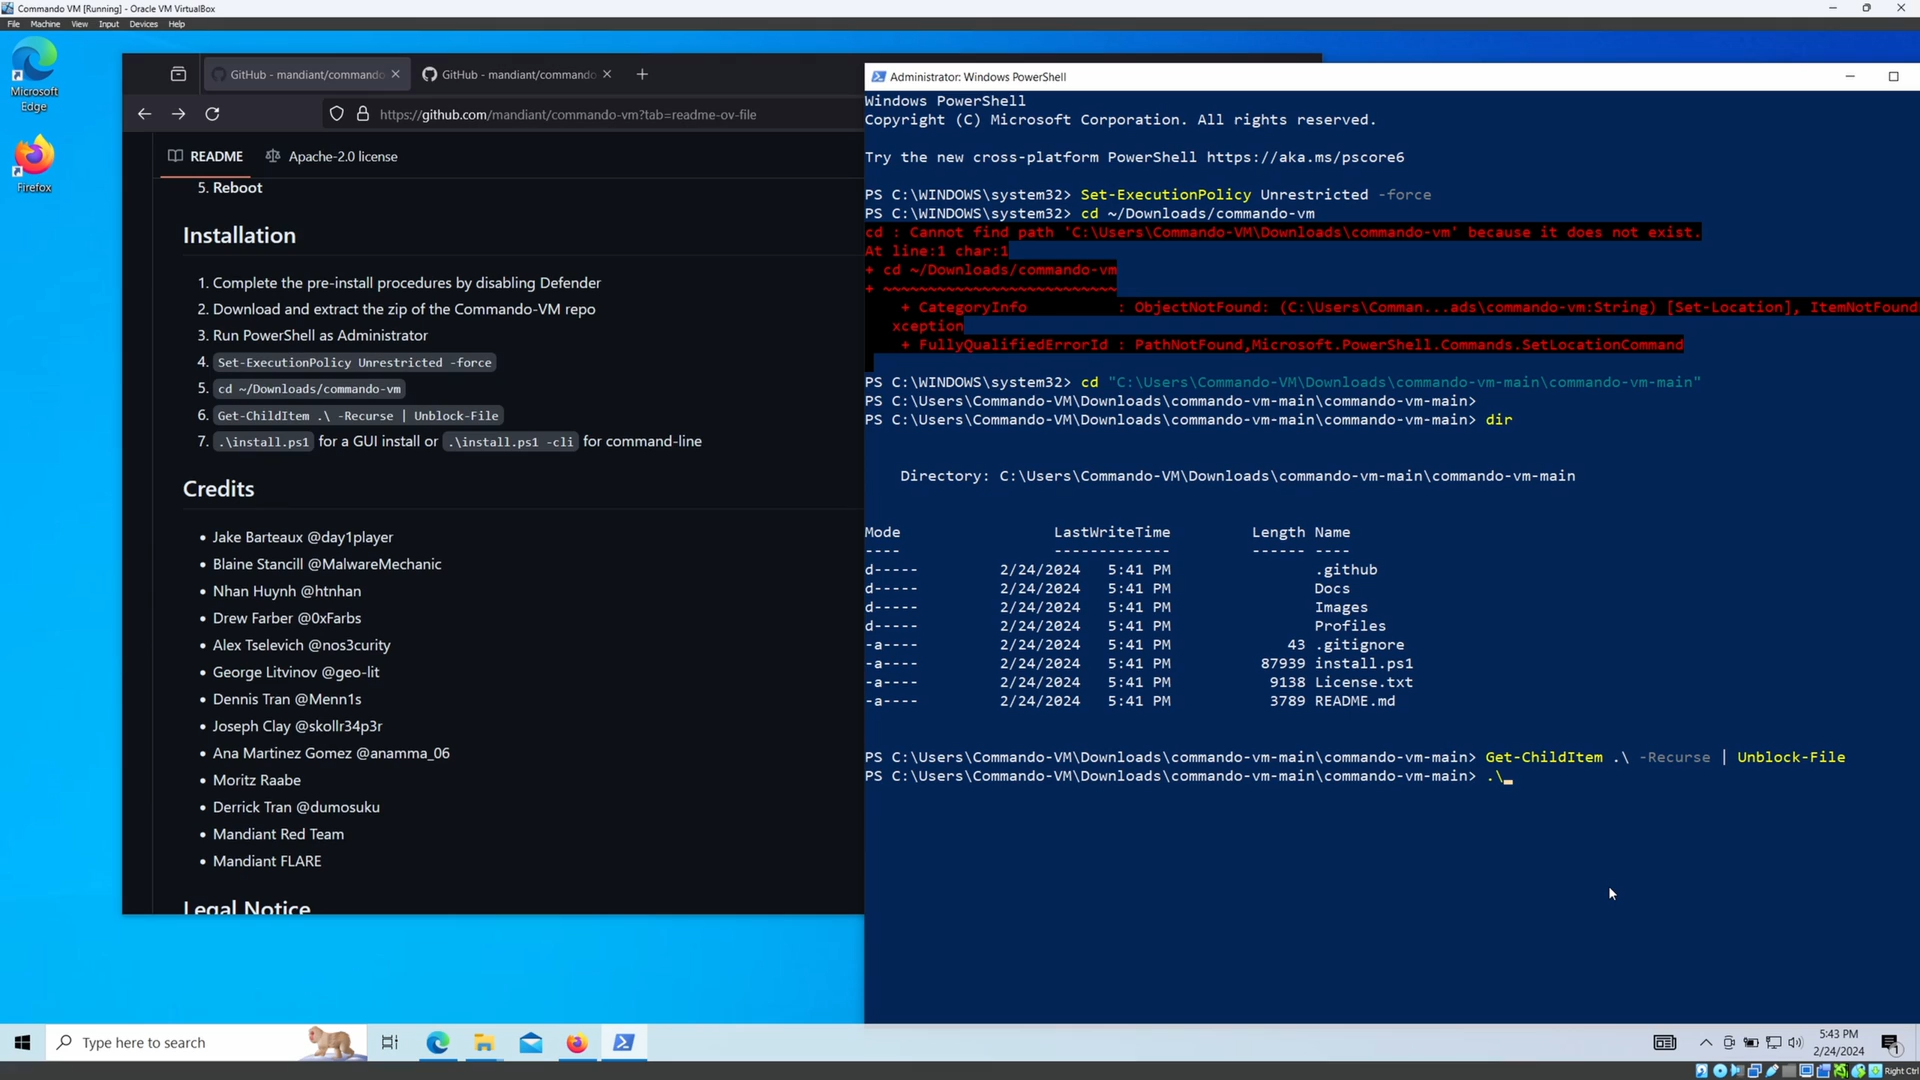 Commando VM [Running] - Oracle VM VirtualBox
File Machine View Input Devices Help
Microsoft Edge
Firefox
GitHub - mandiant/commando
GitHub - mandiant/commando
https://github.com/mandiant/commando-vm?tab=readme-ov-file
README
Apache-2.0 license
5. Reboot
Installation
1. Complete the pre-install procedures by disabling Defender
2. Download and extract the zip of the Commando-VM repo
3. Run PowerShell as Administrator
4. Set-ExecutionPolicy Unrestricted -force
5. cd ~/Downloads/commando-vm
6. Get-ChildItem .\ -Recurse | Unblock-File
7. .\install.ps1 for a GUI install or .\install.ps1 -cli for command-line
Credits
• Jake Barteaux @day1player
• Blaine Stancill @MalwareMechanic
• Nhan Huynh @htnhan
• Drew Farber @0xFarbs
• Alex Tselevich @nos3curity
• George Litvinov @geo-lit
• Dennis Tran @Menn1s
• Joseph Clay @skollr34p3r
• Ana Martinez Gomez @anamma_06
• Moritz Raabe
• Derrick Tran @dumosuku
• Mandiant Red Team
• Mandiant FLARE
Legal Notice
Administrator: Windows PowerShell
Windows PowerShell
Copyright (C) Microsoft Corporation. All rights reserved.
Try the new cross-platform PowerShell https://aka.ms/pscore6
PS C:\WINDOWS\system32> Set-ExecutionPolicy Unrestricted -force
PS C:\WINDOWS\system32> cd ~/Downloads/commando-vm
cd : Cannot find path 'C:\Users\Commando-VM\Downloads\commando-vm' because it does not exist.
At line:1 char:1
+ cd ~/Downloads/commando-vm
+ ~~~~~~~~~~~~~~~~~~~~~~~~~~
+ CategoryInfo : ObjectNotFound: (C:\Users\Comman...ads\commando-vm:String) [Set-Location], ItemNotFound
xception
+ FullyQualifiedErrorId : PathNotFound,Microsoft.PowerShell.Commands.SetLocationCommand
PS C:\WINDOWS\system32> cd "C:\Users\Commando-VM\Downloads\commando-vm-main\commando-vm-main"
PS C:\Users\Commando-VM\Downloads\commando-vm-main\commando-vm-main>
PS C:\Users\Commando-VM\Downloads\commando-vm-main\commando-vm-main> dir
Directory: C:\Users\Commando-VM\Downloads\commando-vm-main\commando-vm-main
Mode LastWriteTime Length Name
---- ------------- ------ ----
d----- 2/24/2024 5:41 PM .github
d----- 2/24/2024 5:41 PM Docs
d----- 2/24/2024 5:41 PM Images
d----- 2/24/2024 5:41 PM Profiles
-a---- 2/24/2024 5:41 PM 43 .gitignore
-a---- 2/24/2024 5:41 PM 87939 install.ps1
-a---- 2/24/2024 5:41 PM 9138 License.txt
-a---- 2/24/2024 5:41 PM 3789 README.md
PS C:\Users\Commando-VM\Downloads\commando-vm-main\commando-vm-main> Get-ChildItem .\ -Recurse | Unblock-File
PS C:\Users\Commando-VM\Downloads\commando-vm-main\commando-vm-main> .\
Type here to search
5:43 PM
2/24/2024
1
Right Ctrl